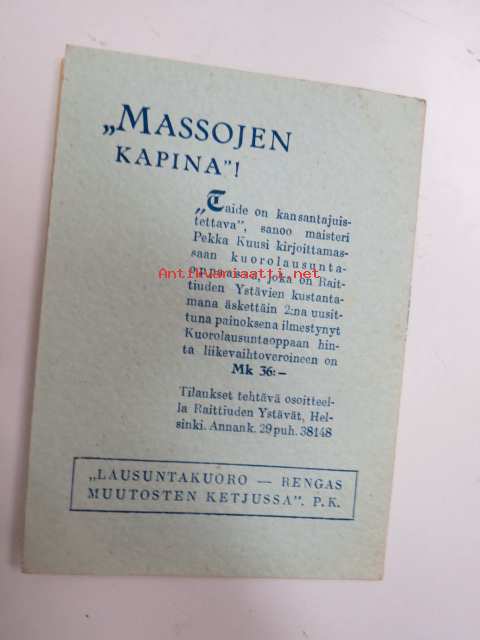 „MASSOJEN
KAPINA"!
„Taide on kansantajuis-
tettava", sanoo maisteri
Pekka Kuusi kirjoittamas-
saan kuorolausunta-
oppaassa, joka on Rait-
tiuden Ystävien kustanta-
mana äskettäin 2:na uusit-
tuna painoksena ilmestynyt
Kuorolausuntaoppaan hin-
ta liikevaihtoveroineen on
Mk 36:—
Tilaukset tehtävä osoitteel-
la Raittiuden Ystävät, Hel-
sinki. Annank. 29 puh. 38148
„LAUSUNTAKUORO — RENGAS
MUUTOSTEN KETJUSSA". P. K.
Antikvariaatti.net